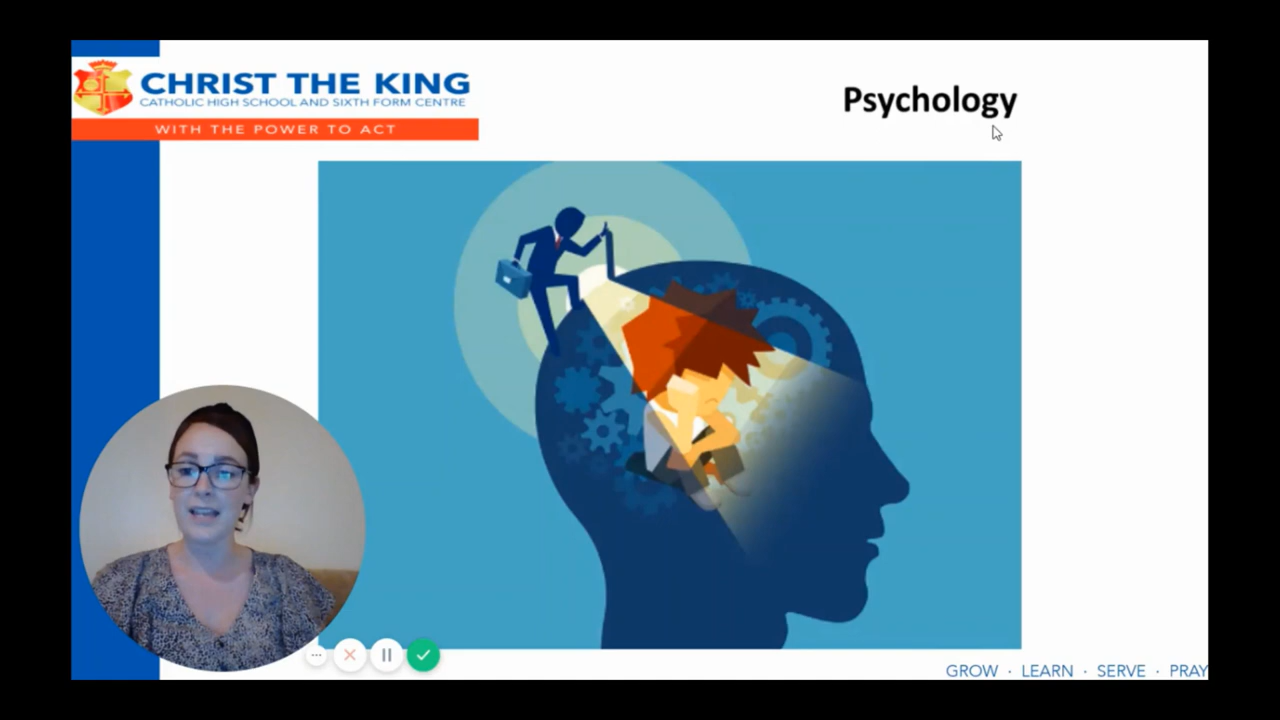 CHRIST THE KING
CATHOLIC HIGH SCHOOL AND SIXTH FORM CENTRE
WITH THE POWER TO ACT
Psychology
GROW · LEARN · SERVE · PRAY